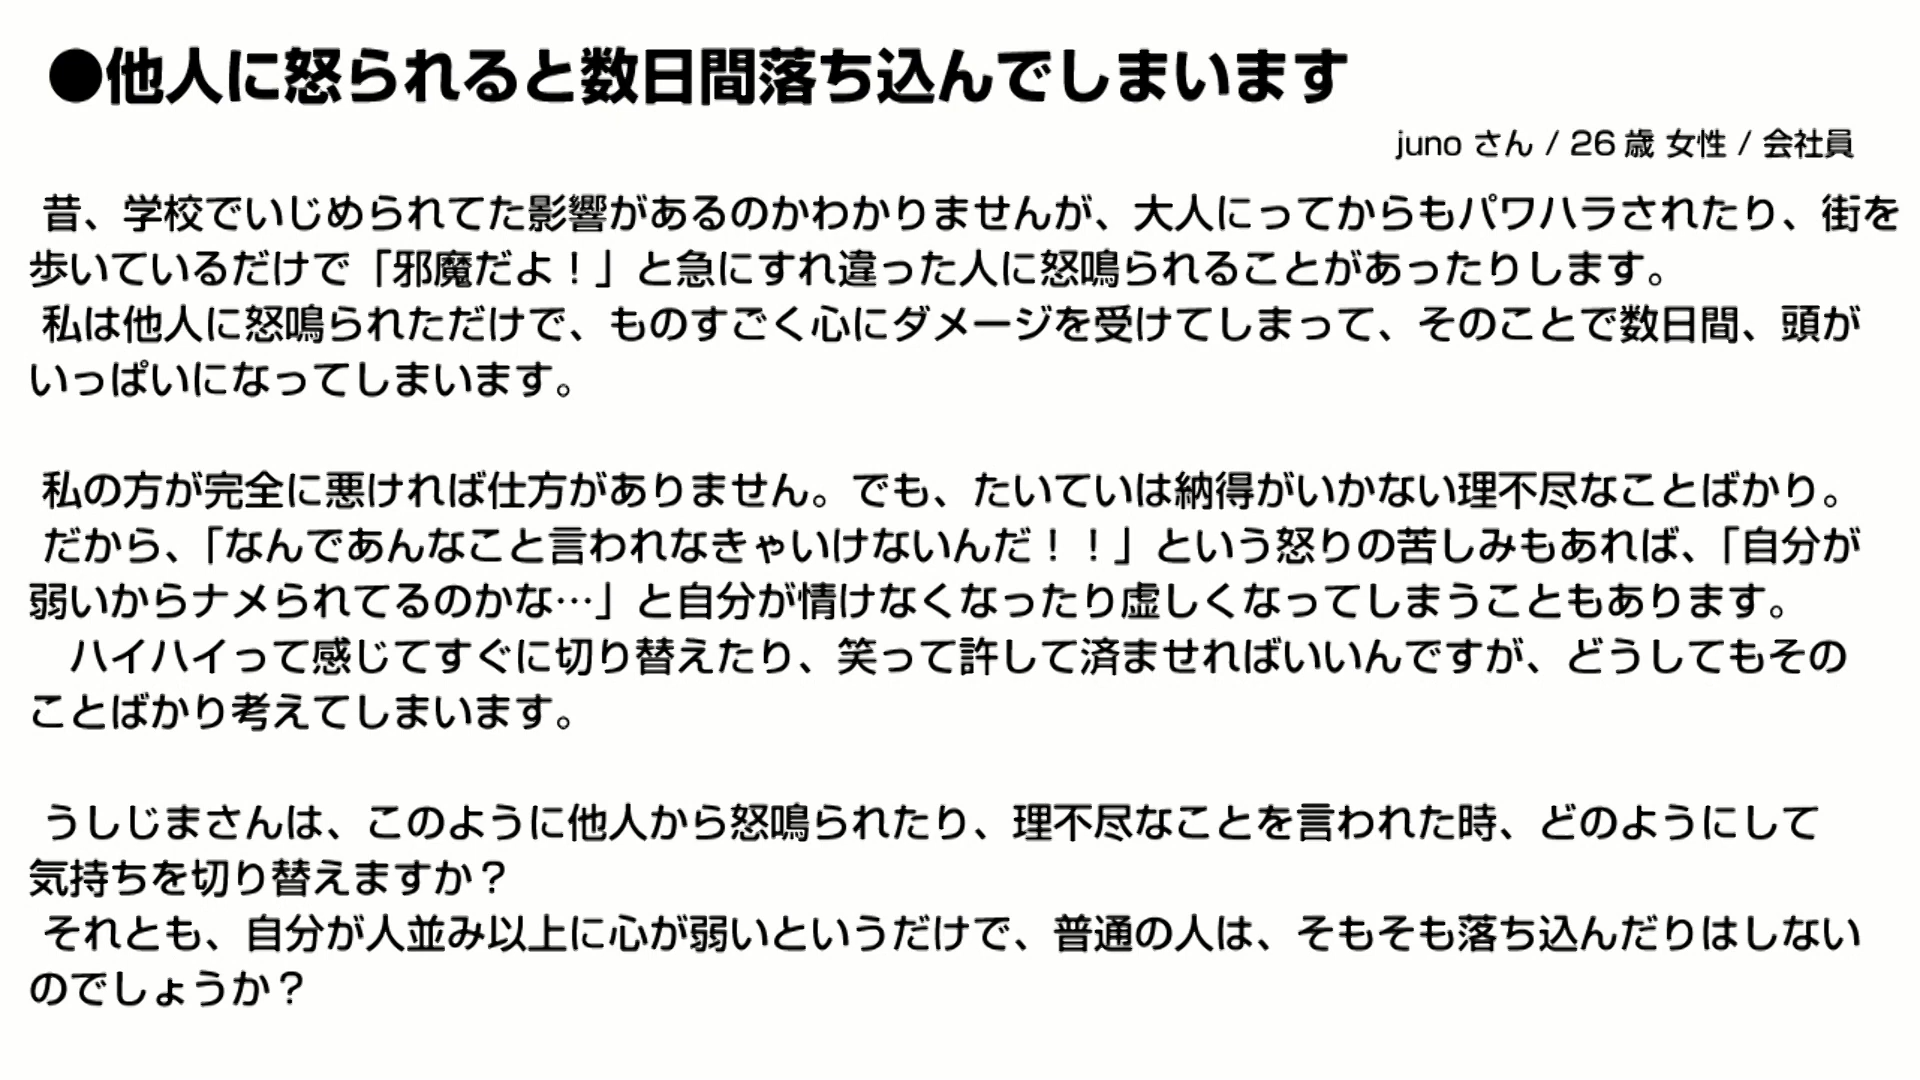 ●他人に怒られると数日間落ち込んでしまいます
juno さん / 26 歳 女性 / 会社員
昔、学校でいじめられてた影響があるのかわかりませんが、大人にってからもパワハラされたり、街を
歩いているだけで「邪魔だよ！」と急にすれ違った人に怒鳴られることがあったりします。
私は他人に怒鳴られただけで、ものすごく心にダメージを受けてしまって、そのことで数日間、頭が
いっぱいになってしまいます。
私の方が完全に悪ければ仕方がありません。でも、たいていは納得がいかない理不尽なことばかり。
だから、「なんであんなこと言われなきゃいけないんだ！！」という怒りの苦しみもあれば、「自分が
弱いからナメられてるのかな…」と自分が情けなくなったり虚しくなってしまうこともあります。
ハイハイって感じてすぐに切り替えたり、笑って許して済ませればいいんですが、どうしてもその
ことばかり考えてしまいます。
うしじまさんは、このように他人から怒鳴られたり、理不尽なことを言われた時、どのようにして
気持ちを切り替えますか？
それとも、自分が人並み以上に心が弱いというだけで、普通の人は、そもそも落ち込んだりはしない
のでしょうか？